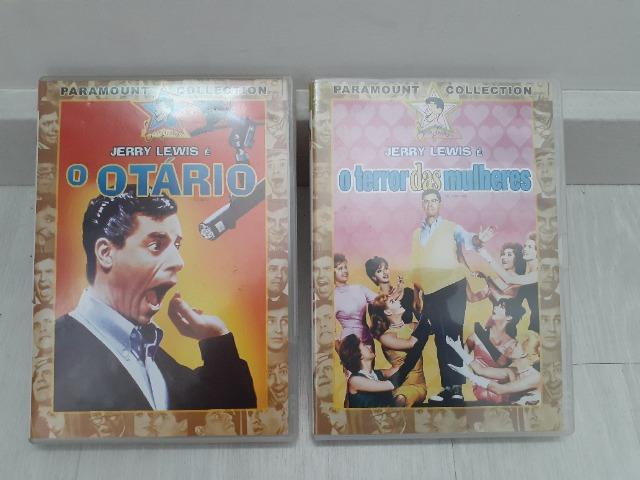 PARAMOUNT COLLECTION
JERRY LEWIS É
O OTÁRIO
PARAMOUNT COLLECTION
JERRY LEWIS É
o terror das mulheres